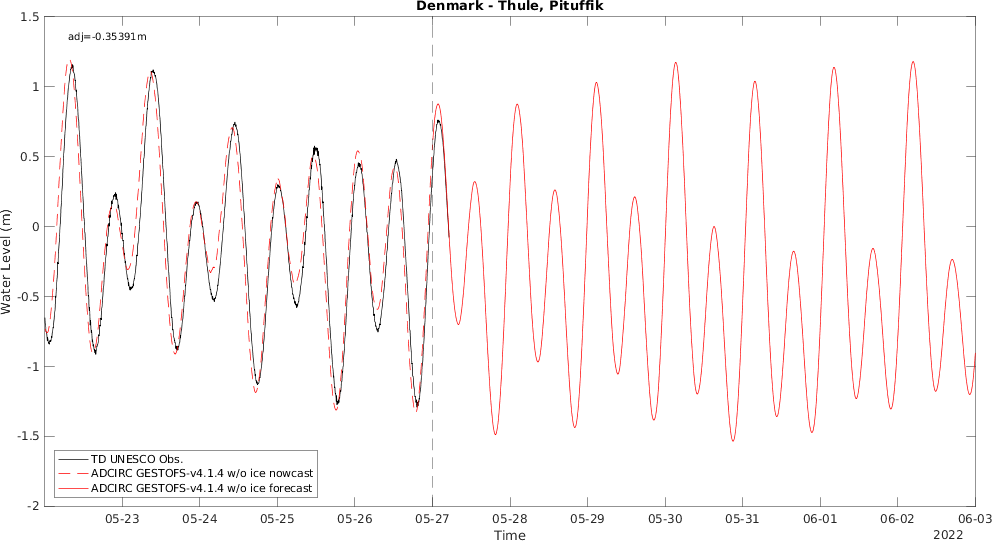 Denmark - Thule, Pituffik
adj=-0.35391m
1.5
1
0.5
0
-0.5
-1
-1.5
-2
Water Level (m)
TD UNESCO Obs.
ADCIRC GESTOFS-v4.1.4 w/o ice nowcast
ADCIRC GESTOFS-v4.1.4 w/o ice forecast
05-23 05-24 05-25 05-26 05-27 05-28 05-29 05-30 05-31 06-01 06-02 06-03
Time
2022